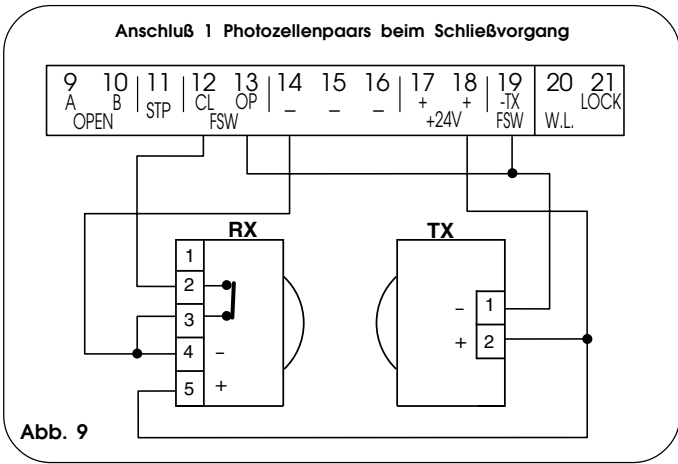 Anschluß 1 Photozellenpaars beim Schließvorgang
9 10 11 12 13 14 15 16 17 18 19 20 21
A B STP CL OP – – – + + -TX LOCK
OPEN FSW +24V FSW W.L.
RX TX
1
2
3
4 –
5 +
– 1
+ 2
Abb. 9